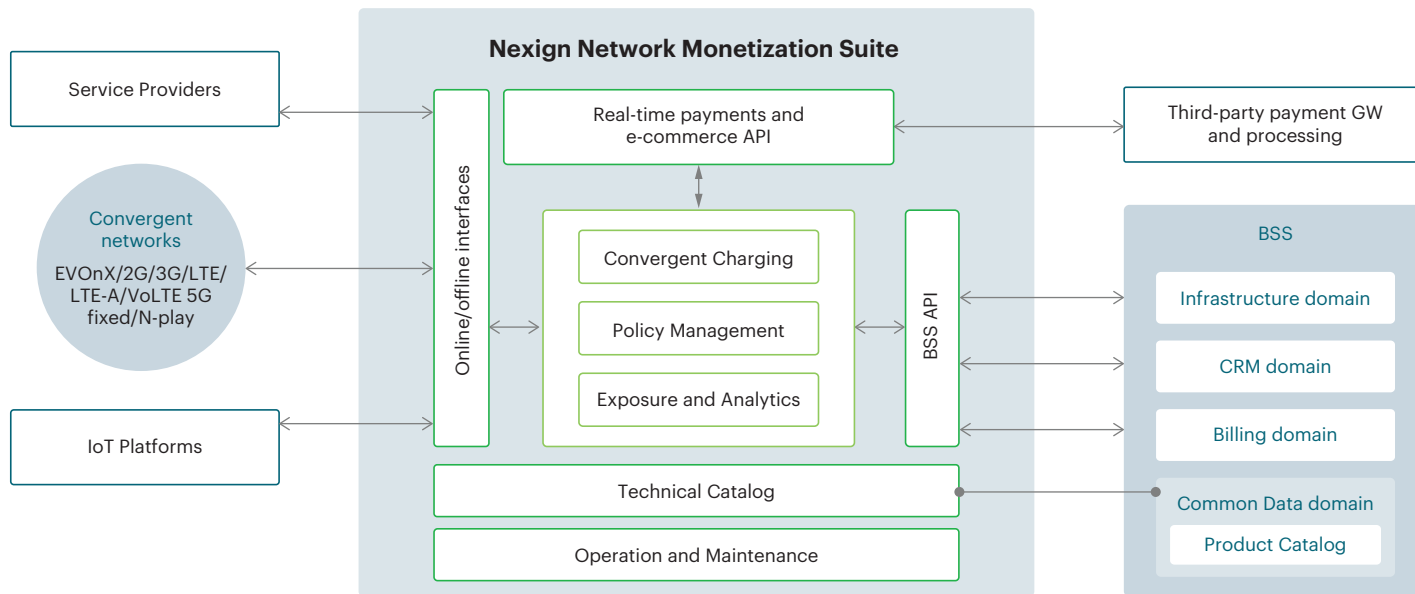 Nexign Network Monetization Suite
Service Providers
Convergent
networks
EVOnX/2G/3G/LTE/
LTE-A/VoLTE 5G
fixed/N-play
IoT Platforms
Online/offline interfaces
Real-time payments and
e-commerce API
Convergent Charging
Policy Management
Exposure and Analytics
BSS API
Technical Catalog
Operation and Maintenance
Third-party payment GW
and processing
BSS
Infrastructure domain
CRM domain
Billing domain
Common Data domain
Product Catalog